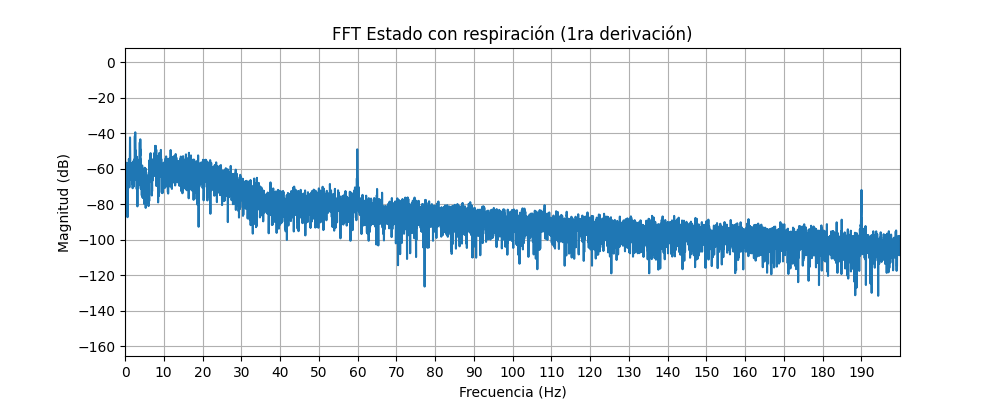 FFT Estado con respiración (1ra derivación)
Magnitud (dB)
0
−20
−40
−60
−80
−100
−120
−140
−160
0 10 20 30 40 50 60 70 80 90 100 110 120 130 140 150 160 170 180 190
Frecuencia (Hz)